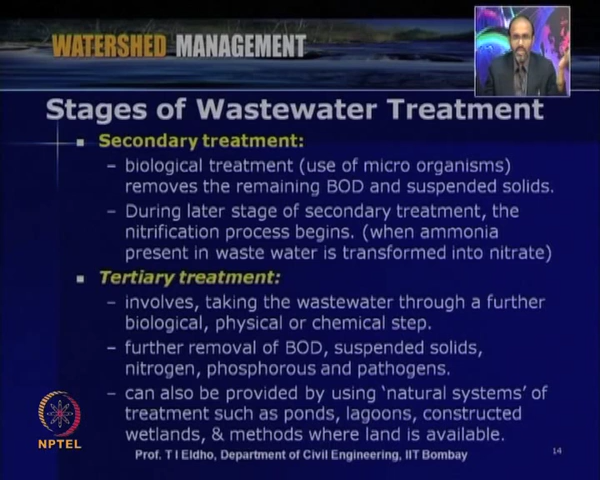 WATERSHED MANAGEMENT
Stages of Wastewater Treatment
Secondary treatment:
– biological treatment (use of micro organisms)
removes the remaining BOD and suspended solids.
– During later stage of secondary treatment, the
nitrification process begins. (when ammonia
present in waste water is transformed into nitrate)
Tertiary treatment:
– involves, taking the wastewater through a further
biological, physical or chemical step.
– further removal of BOD, suspended solids,
nitrogen, phosphorous and pathogens.
– can also be provided by using ‘natural systems’ of
treatment such as ponds, lagoons, constructed
wetlands, & methods where land is available.
NPTEL
Prof. T I Eldho, Department of Civil Engineering, IIT Bombay
14